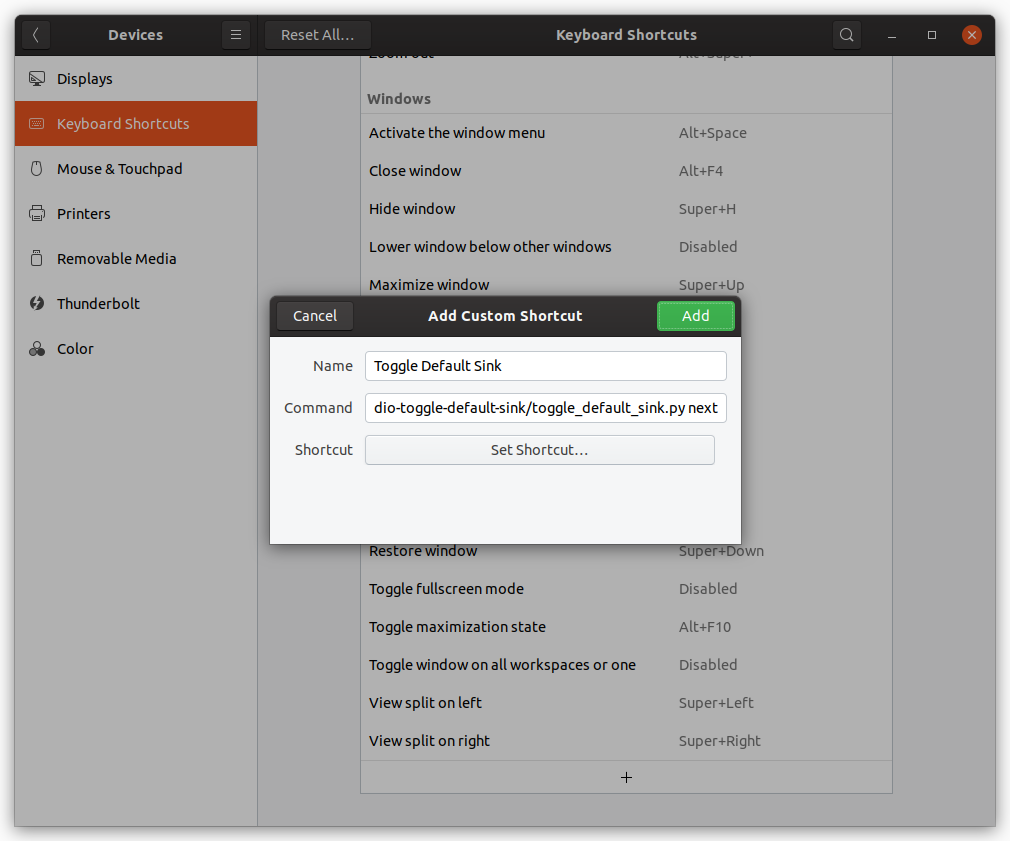 Devices
Reset All…
Keyboard Shortcuts
Displays
Keyboard Shortcuts
Mouse & Touchpad
Printers
Removable Media
Thunderbolt
Color
Zoom out
Windows
Activate the window menu Alt+Space
Close window Alt+F4
Hide window Super+H
Lower window below other windows Disabled
Maximize window Super+Up
Cancel
Add Custom Shortcut
Add
Name Toggle Default Sink
Command dio-toggle-default-sink/toggle_default_sink.py next
Shortcut Set Shortcut…
Restore window Super+Down
Toggle fullscreen mode Disabled
Toggle maximization state Alt+F10
Toggle window on all workspaces or one Disabled
View split on left Super+Left
View split on right Super+Right
+